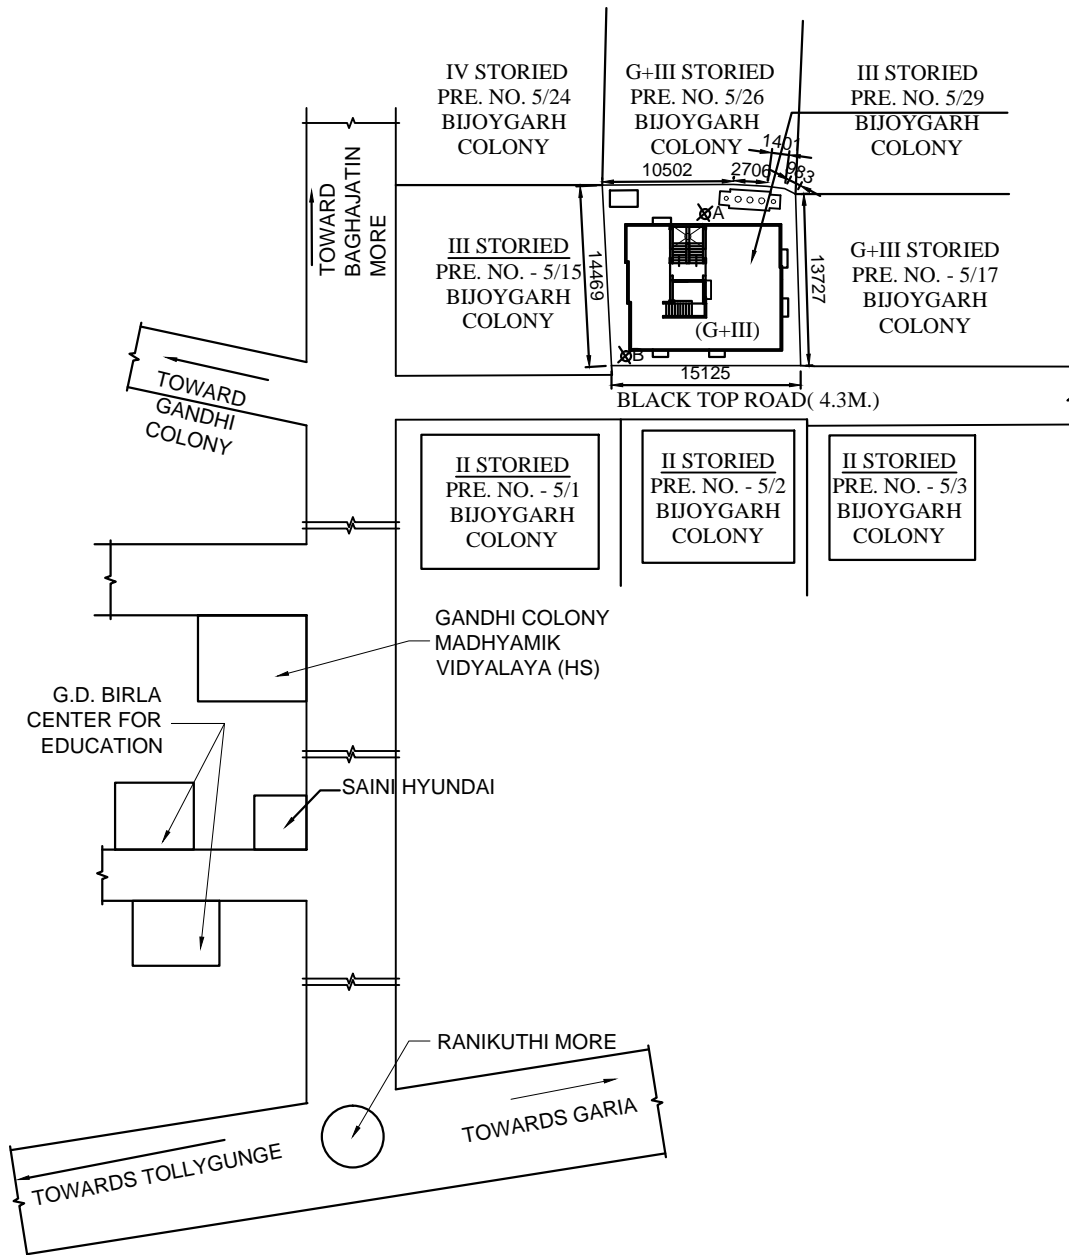 IV STORIED
PRE. NO. 5/24
BIJOYGARH
COLONY
G+III STORIED
PRE. NO. 5/26
BIJOYGARH
COLONY
III STORIED
PRE. NO. 5/29
BIJOYGARH
COLONY
1401
983
10502
2706
TOWARD
BAGHAJATIN
MORE
III STORIED
PRE. NO. - 5/15
BIJOYGARH
COLONY
14469
A
(G+III)
B
13727
G+III STORIED
PRE. NO. - 5/17
BIJOYGARH
COLONY
15125
BLACK TOP ROAD( 4.3M.)
TOWARD
GANDHI
COLONY
II STORIED
PRE. NO. - 5/1
BIJOYGARH
COLONY
II STORIED
PRE. NO. - 5/2
BIJOYGARH
COLONY
II STORIED
PRE. NO. - 5/3
BIJOYGARH
COLONY
GANDHI COLONY
MADHYAMIK
VIDYALAYA (HS)
G.D. BIRLA
CENTER FOR
EDUCATION
SAINI HYUNDAI
RANIKUTHI MORE
TOWARDS GARIA
TOWARDS TOLLYGUNGE